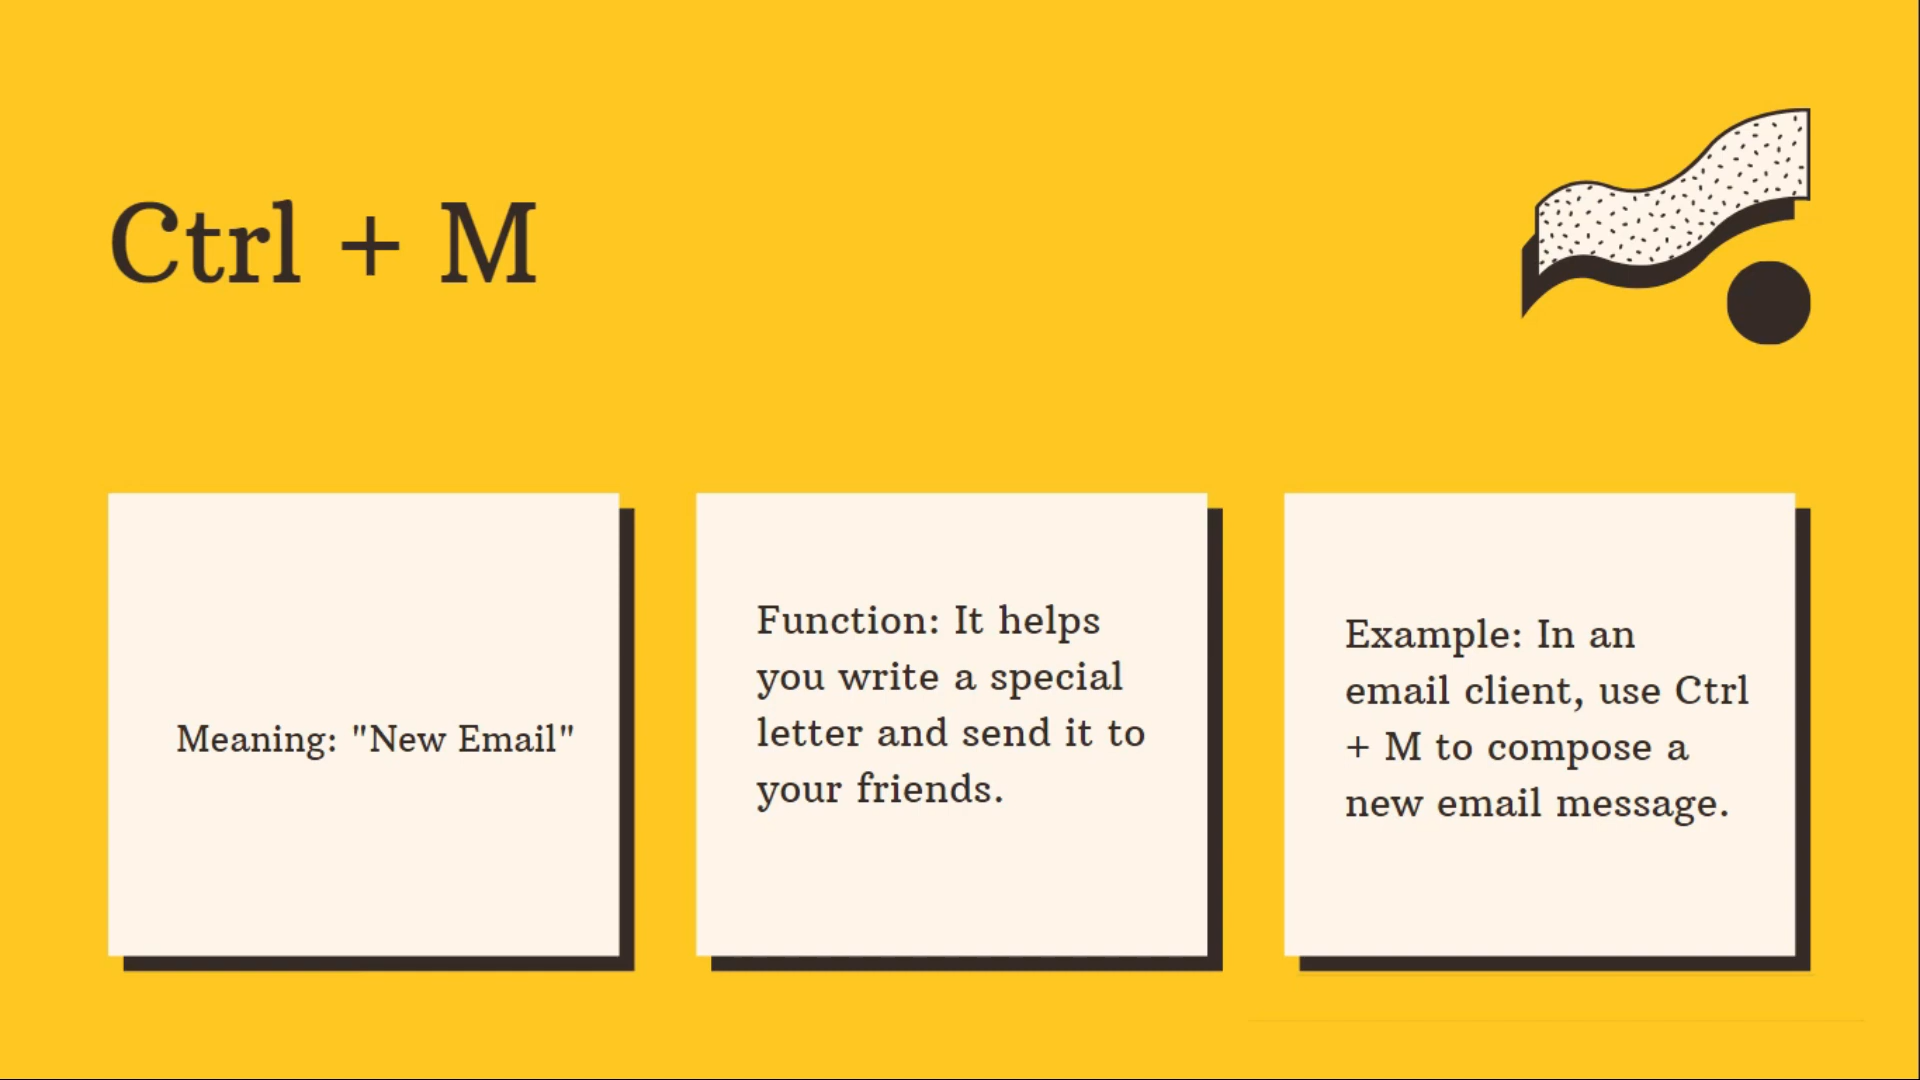 Ctrl + M
Meaning: "New Email"
Function: It helps
you write a special
letter and send it to
your friends.
Example: In an
email client, use Ctrl
+ M to compose a
new email message.